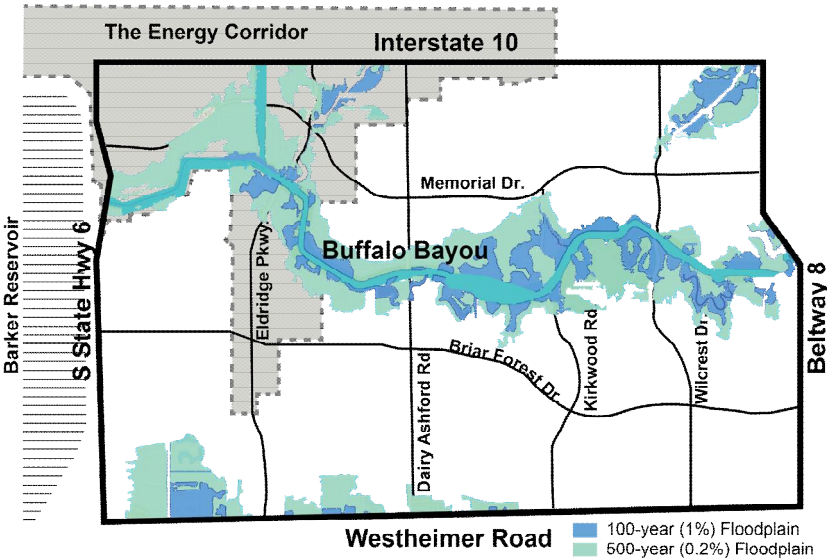 The Energy Corridor
Interstate 10
Memorial Dr.
Barker Reservoir
S State Hwy 6
Eldridge Pkwy.
Buffalo Bayou
Beltway 8
Briar Forest Dr.
Dairy Ashford Rd
Kirkwood Rd
Wilcrest Dr.
Westheimer Road
100-year (1%) Floodplain
500-year (0.2%) Floodplain